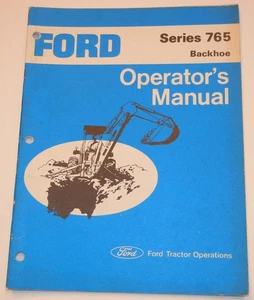 FORD
Series 765
Backhoe
Operator's
Manual
Ford
Ford Tractor Operations